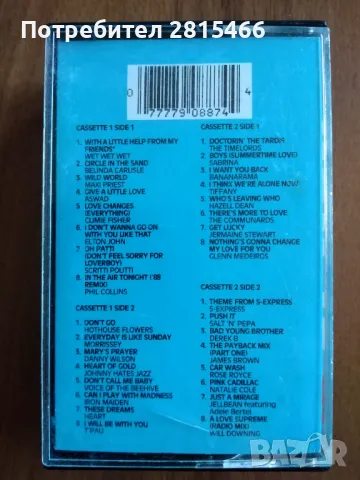 Потребител 2815466
0 77779 08874 4
CASSETTE 1 SIDE 1
1. WITH A LITTLE HELP FROM MY
FRIENDS*
WET WET WET
2. CIRCLE IN THE SAND
BELINDA CARLISLE
3. WILD WORLD
MAXI PRIEST
4. GIVE A LITTLE LOVE
ASWAD
5. LOVE CHANGES
(EVERYTHING)
CLIMIE FISHER
6. I DON'T WANNA GO ON
WITH YOU LIKE THAT
ELTON JOHN
7. OH PATTI
(DON'T FEEL SORRY FOR
LOVERBOY)
SCRITTI POLITTI
8. IN THE AIR TONIGHT ('88
REMIX)
PHIL COLLINS
CASSETTE 1 SIDE 2
1. DON'T GO
HOTHOUSE FLOWERS
2. EVERYDAY IS LIKE SUNDAY
MORRISSEY
3. MARY'S PRAYER
DANNY WILSON
4. HEART OF GOLD
JOHNNY HATES JAZZ
5. DON'T CALL ME BABY
VOICE OF THE BEEHIVE
6. CAN I PLAY WITH MADNESS
IRON MAIDEN
7. THESE DREAMS
HEART
8. I WILL BE WITH YOU
T'PAU
CASSETTE 2 SIDE 1
1. DOCTORIN' THE TARDIS
THE TIMELORDS
2. BOYS (SUMMERTIME LOVE)
SABRINA
3. I WANT YOU BACK
BANANARAMA
4. I THINK WE'RE ALONE NOW
TIFFANY
5. WHO'S LEAVING WHO
HAZELL DEAN
6. THERE'S MORE TO LOVE
THE COMMUNARDS
7. GET LUCKY
JERMAINE STEWART
8. NOTHING'S GONNA CHANGE
MY LOVE FOR YOU
GLENN MEDEIROS
CASSETTE 2 SIDE 2
1. THEME FROM S-EXPRESS
S-EXPRESS
2. PUSH IT
SALT 'N' PEPA
3. BAD YOUNG BROTHER
DEREK B
4. THE PAYBACK MIX
(PART ONE)
JAMES BROWN
5. CAR WASH
ROSE ROYCE
6. PINK CADILLAC
NATALIE COLE
7. JUST A MIRAGE
JELLBEAN featuring
Adele Bertei
8. A LOVE SUPREME
(RADIO MIX)
WILL DOWNING
BAZAR